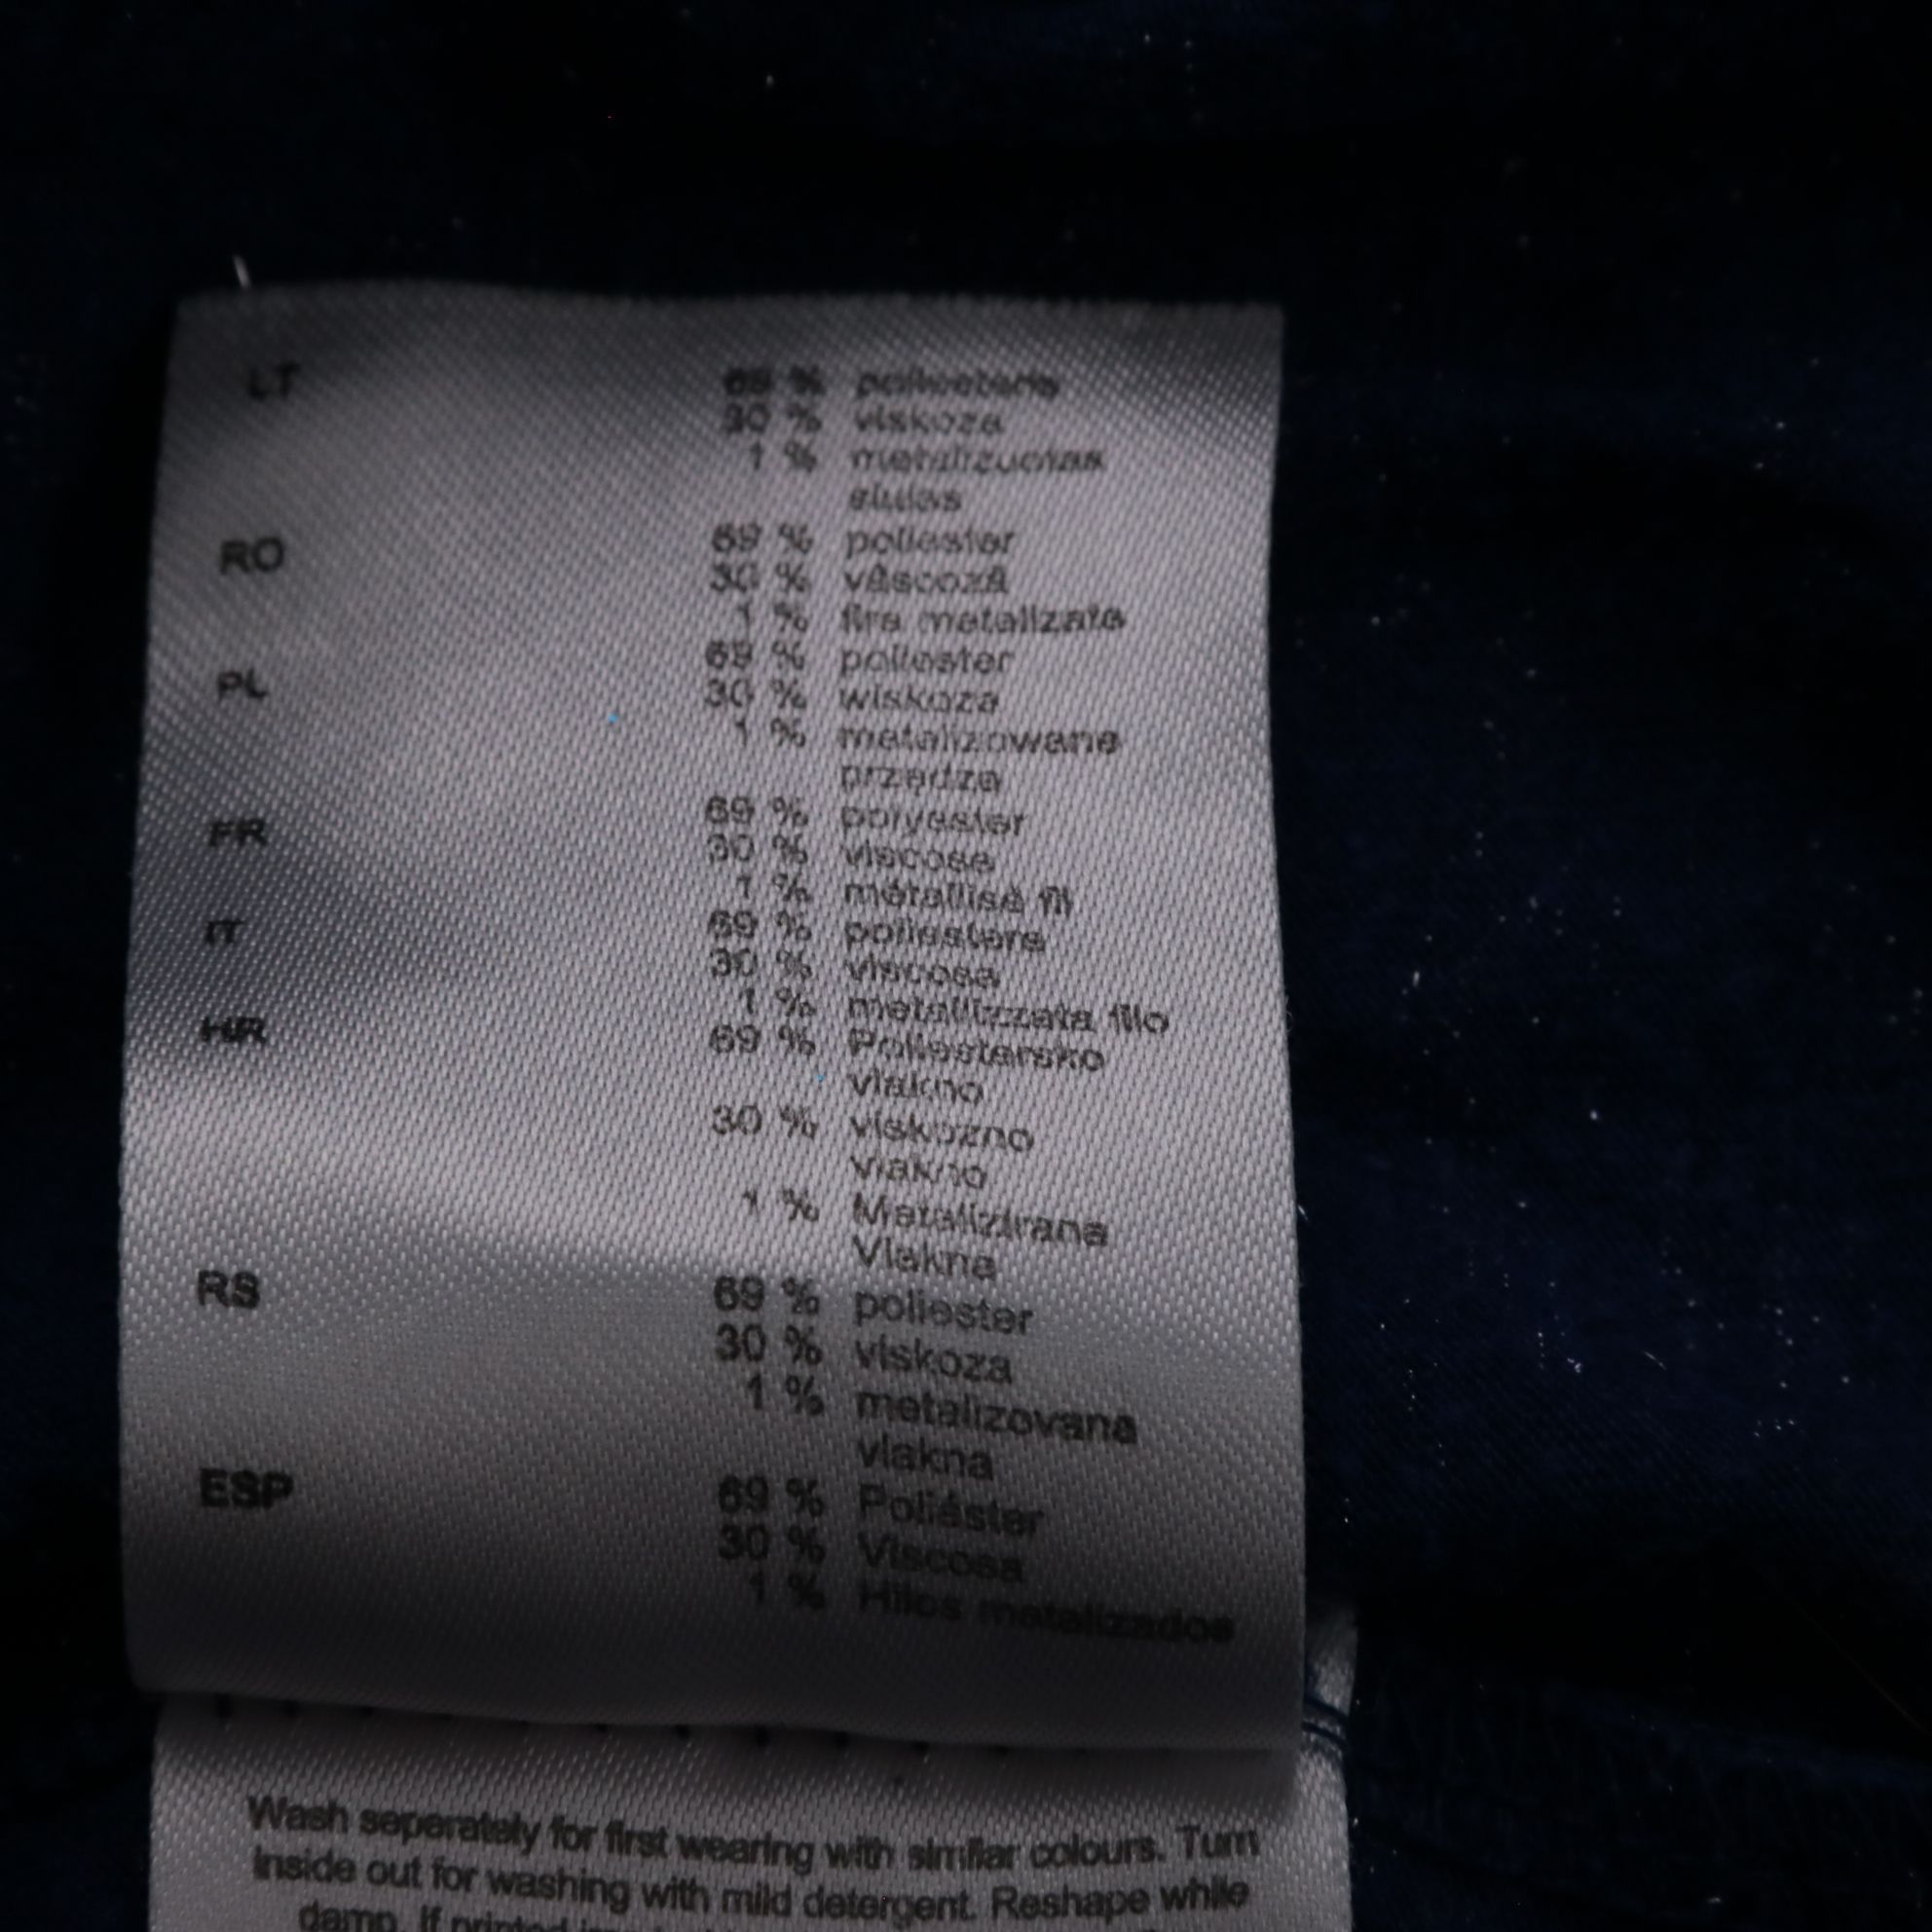 LT 69 % poliesteris
30 % viskoza
1 % metalizuotas
siulas
RO 69 % poliester
30 % vâscoză
1 % fire metalizate
PL 69 % poliester
30 % wiskoza
1 % metalizowane
przędze
FR 69 % polyester
30 % viscose
1 % métallisé fil
IT 69 % poliestere
30 % viscosa
1 % metallizzata filo
HR 69 % Poliestersko
vlakno
30 % viskozno
vlakno
1 % Metalizirana
Vlakna
RS 69 % poliester
30 % viskoza
1 % metalizovana
vlakna
ESP 69 % Poliéster
30 % Viscosa
1 % Hilos metalizados
Wash seperately for first wearing with similar colours. Turn
inside out for washing with mild detergent. Reshape while
damp. If printed